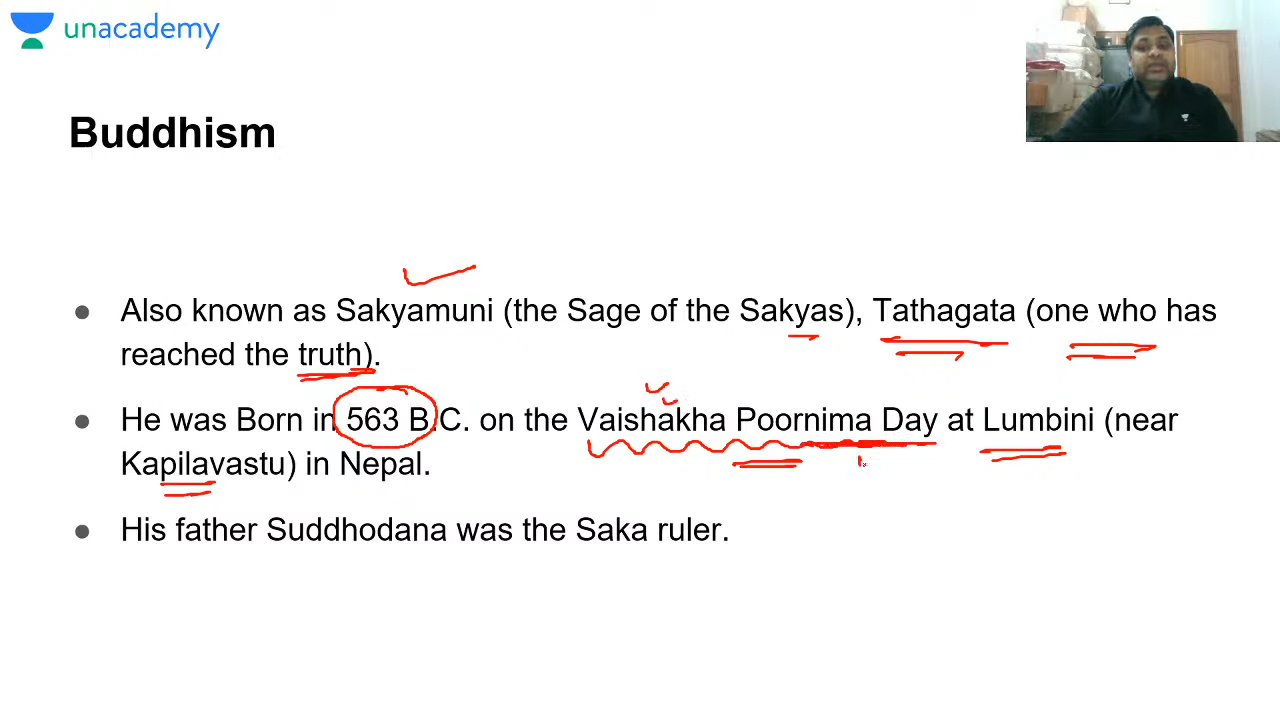 unacademy
Buddhism
● Also known as Sakyamuni (the Sage of the Sakyas), Tathagata (one who has
reached the truth).
● He was Born in 563 B.C. on the Vaishakha Poornima Day at Lumbini (near
Kapilavastu) in Nepal.
● His father Suddhodana was the Saka ruler.